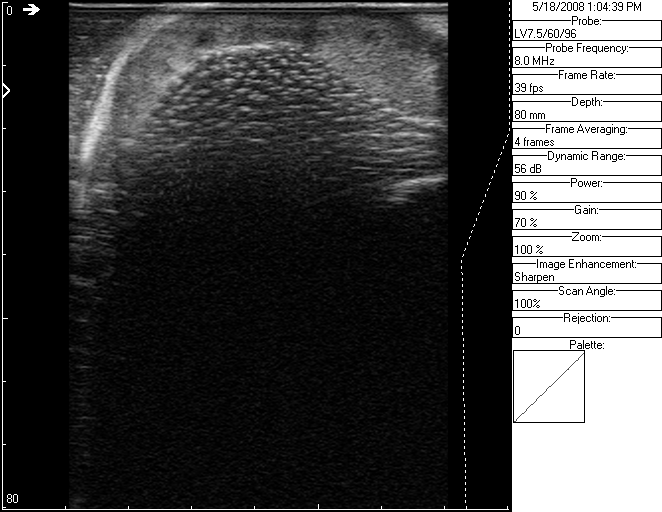 0
80
5/18/2008 1:04:39 PM
Probe:
LV7.5/60/96
Probe Frequency:
8.0 MHz
Frame Rate:
39 fps
Depth:
80 mm
Frame Averaging:
4 frames
Dynamic Range:
56 dB
Power:
90 %
Gain:
70 %
Zoom:
100 %
Image Enhancement:
Sharpen
Scan Angle:
100%
Rejection:
0
Palette: